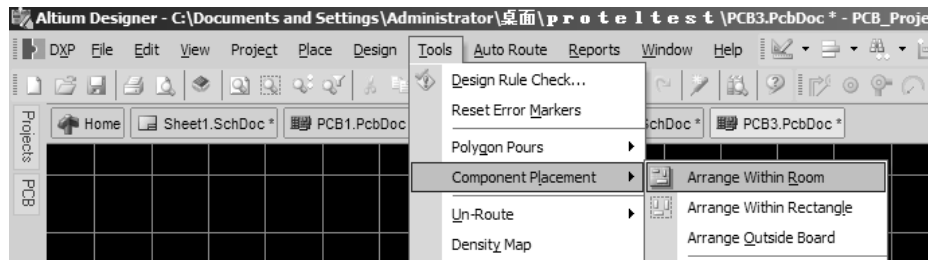 Altium Designer - C:\Documents and Settings\Administrator\桌面\protel test\PCB3.PcbDoc * - PCB_Proje
DXP File Edit View Project Place Design Tools Auto Route Reports Window Help
Design Rule Check...
Reset Error Markers
Projects
Home Sheet1.SchDoc * PCB1.PcbDoc SchDoc * PCB3.PcbDoc *
Polygon Pours
PCB
Component Placement Arrange Within Room
Un-Route Arrange Within Rectangle
Density Map Arrange Outside Board